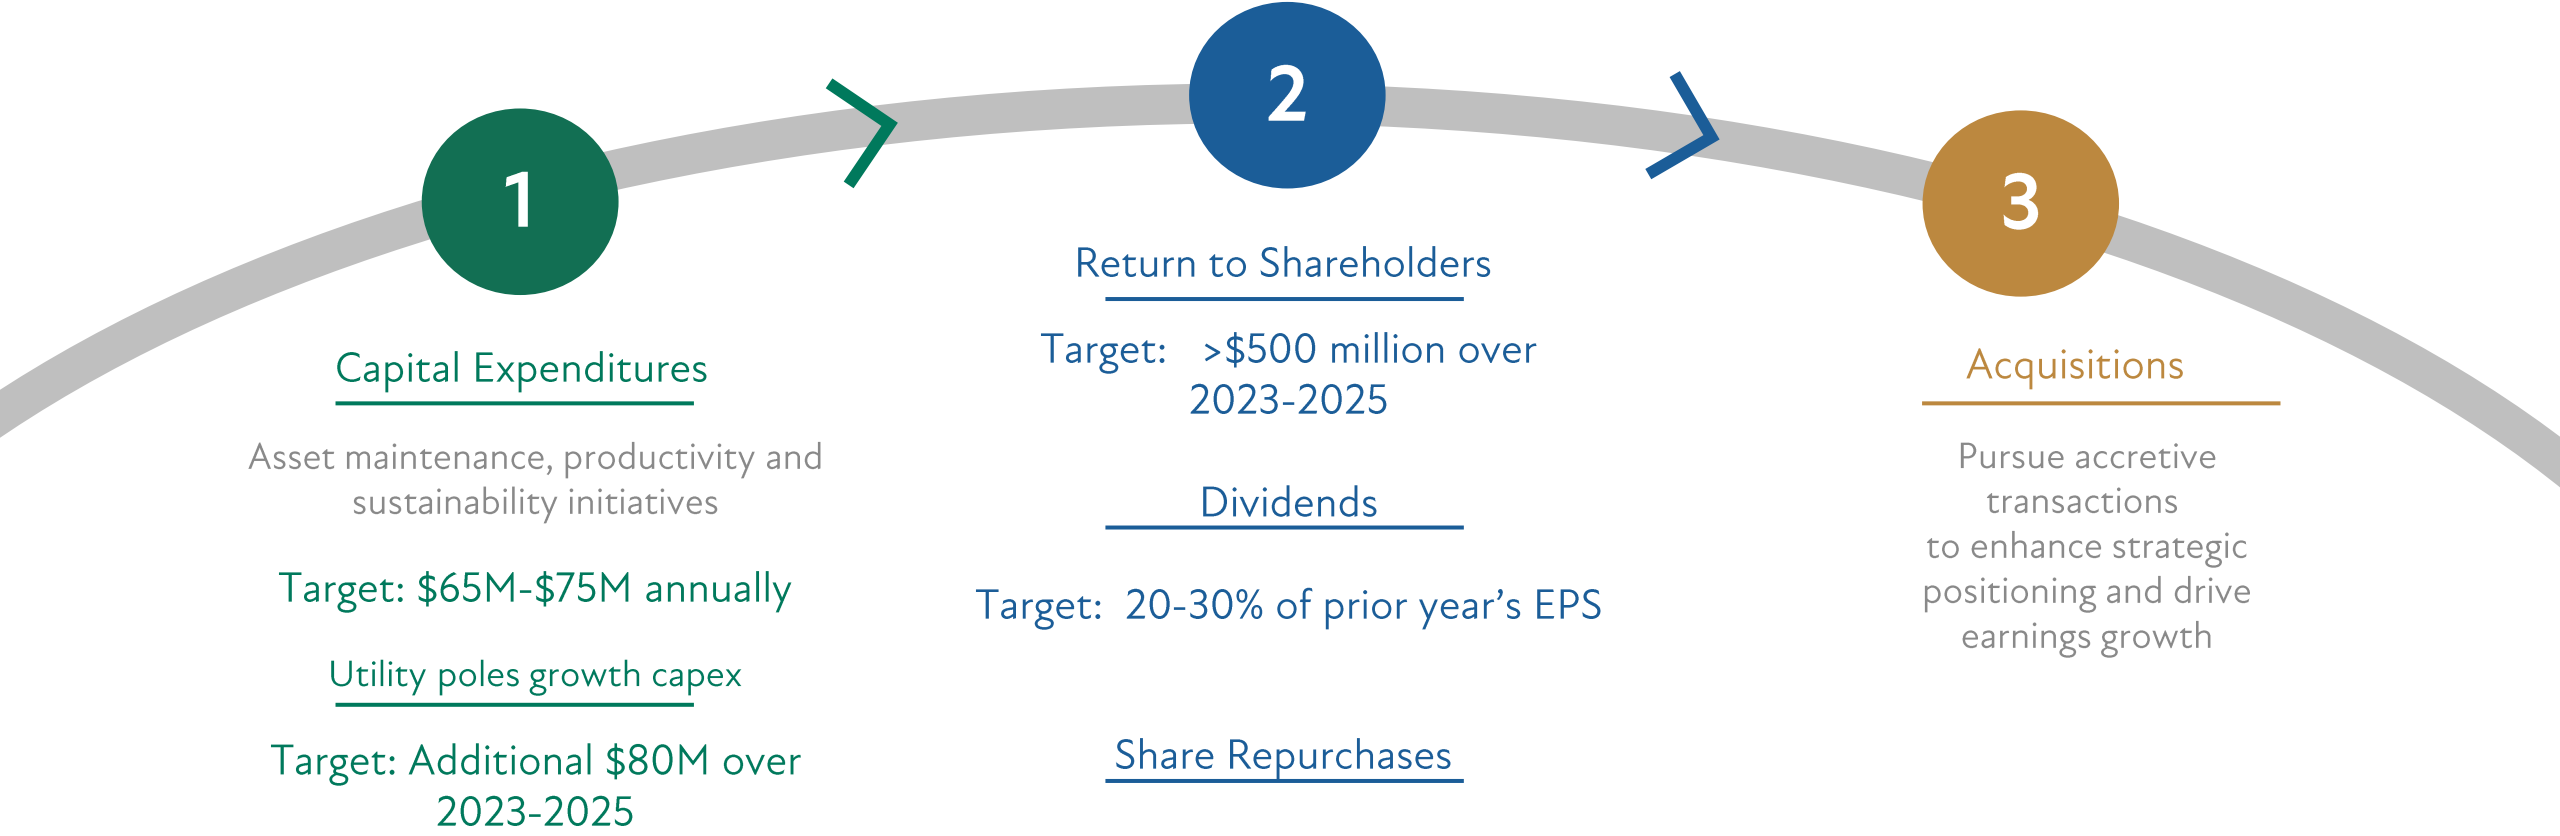 1
Capital Expenditures
Asset maintenance, productivity and
sustainability initiatives
Target: $65M-$75M annually
Utility poles growth capex
Target: Additional $80M over
2023-2025
2
Return to Shareholders
Target: >$500 million over
2023-2025
Dividends
Target: 20-30% of prior year’s EPS
Share Repurchases
3
Acquisitions
Pursue accretive
transactions
to enhance strategic
positioning and drive
earnings growth